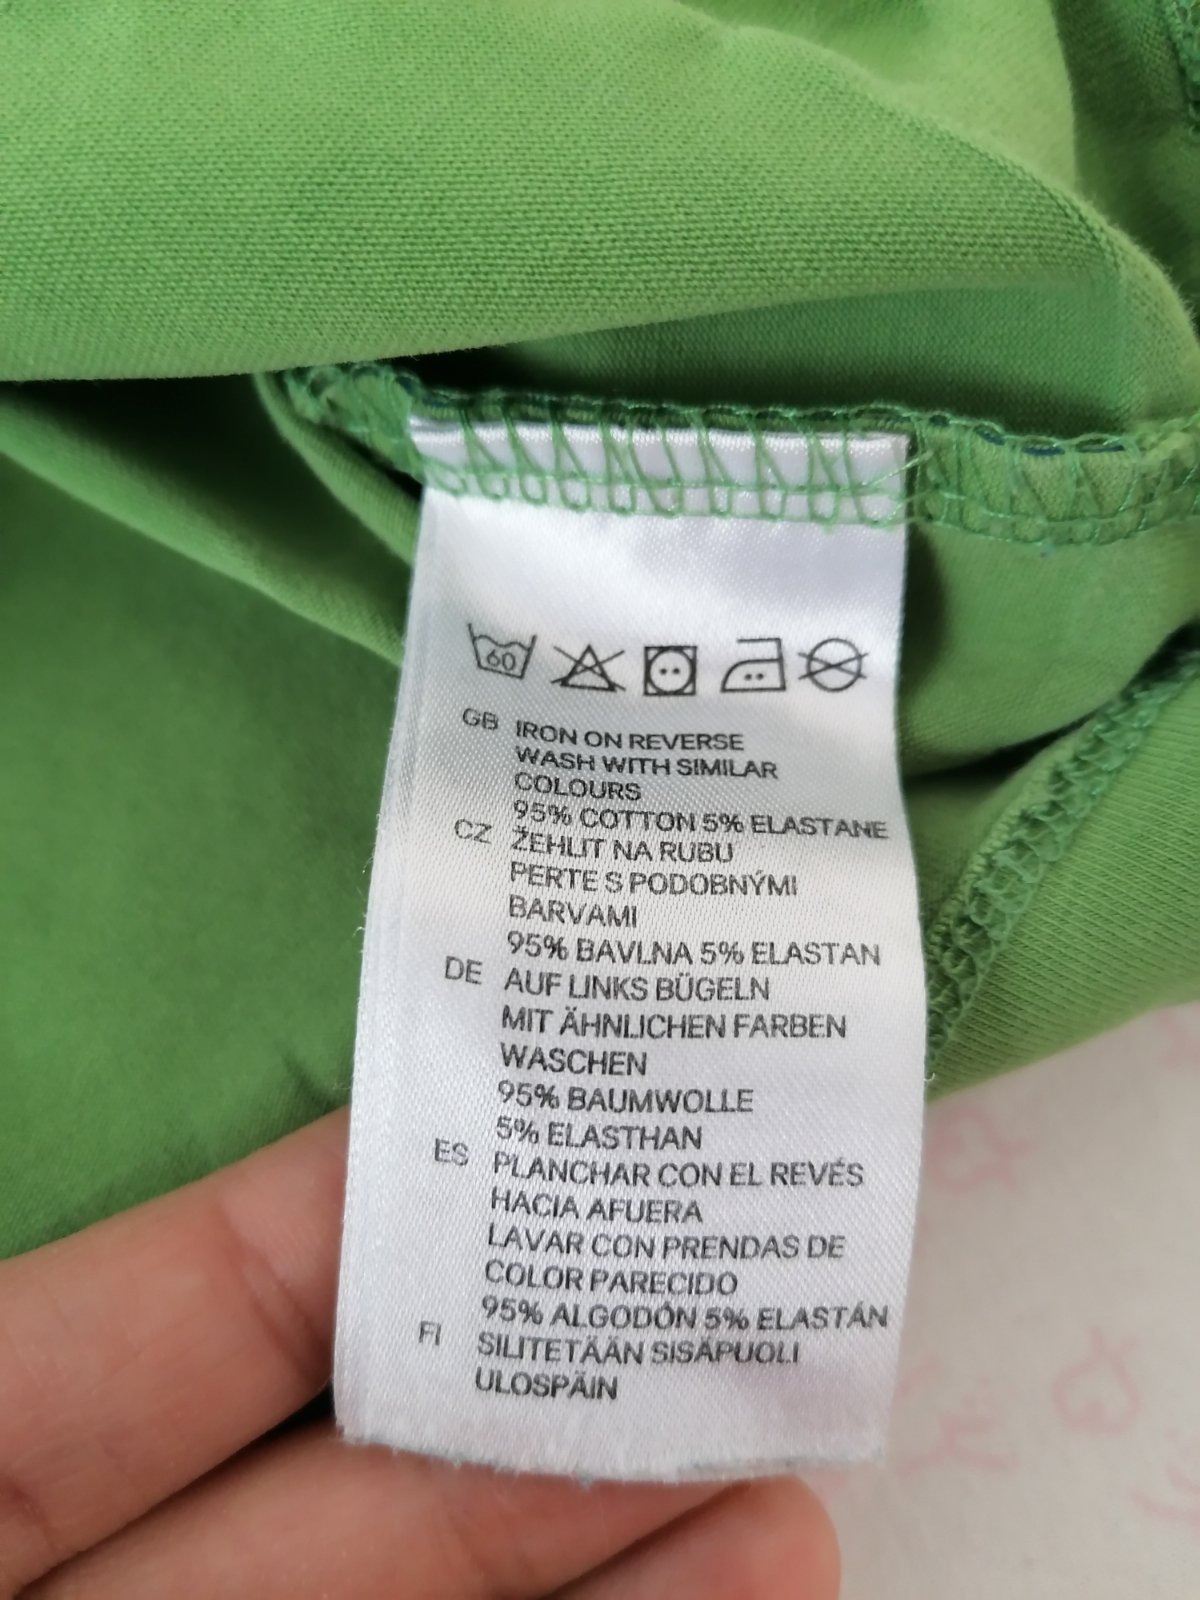 60
GB IRON ON REVERSE
WASH WITH SIMILAR
COLOURS
95% COTTON 5% ELASTANE
CZ ŽEHLIT NA RUBU
PERTE S PODOBNÝMI
BARVAMI
95% BAVLNA 5% ELASTAN
DE AUF LINKS BÜGELN
MIT ÄHNLICHEN FARBEN
WASCHEN
95% BAUMWOLLE
5% ELASTHAN
ES PLANCHAR CON EL REVÉS
HACIA AFUERA
LAVAR CON PRENDAS DE
COLOR PARECIDO
95% ALGODÓN 5% ELASTÁN
FI SILITETÄÄN SISÄPUOLI
ULOSPÄIN